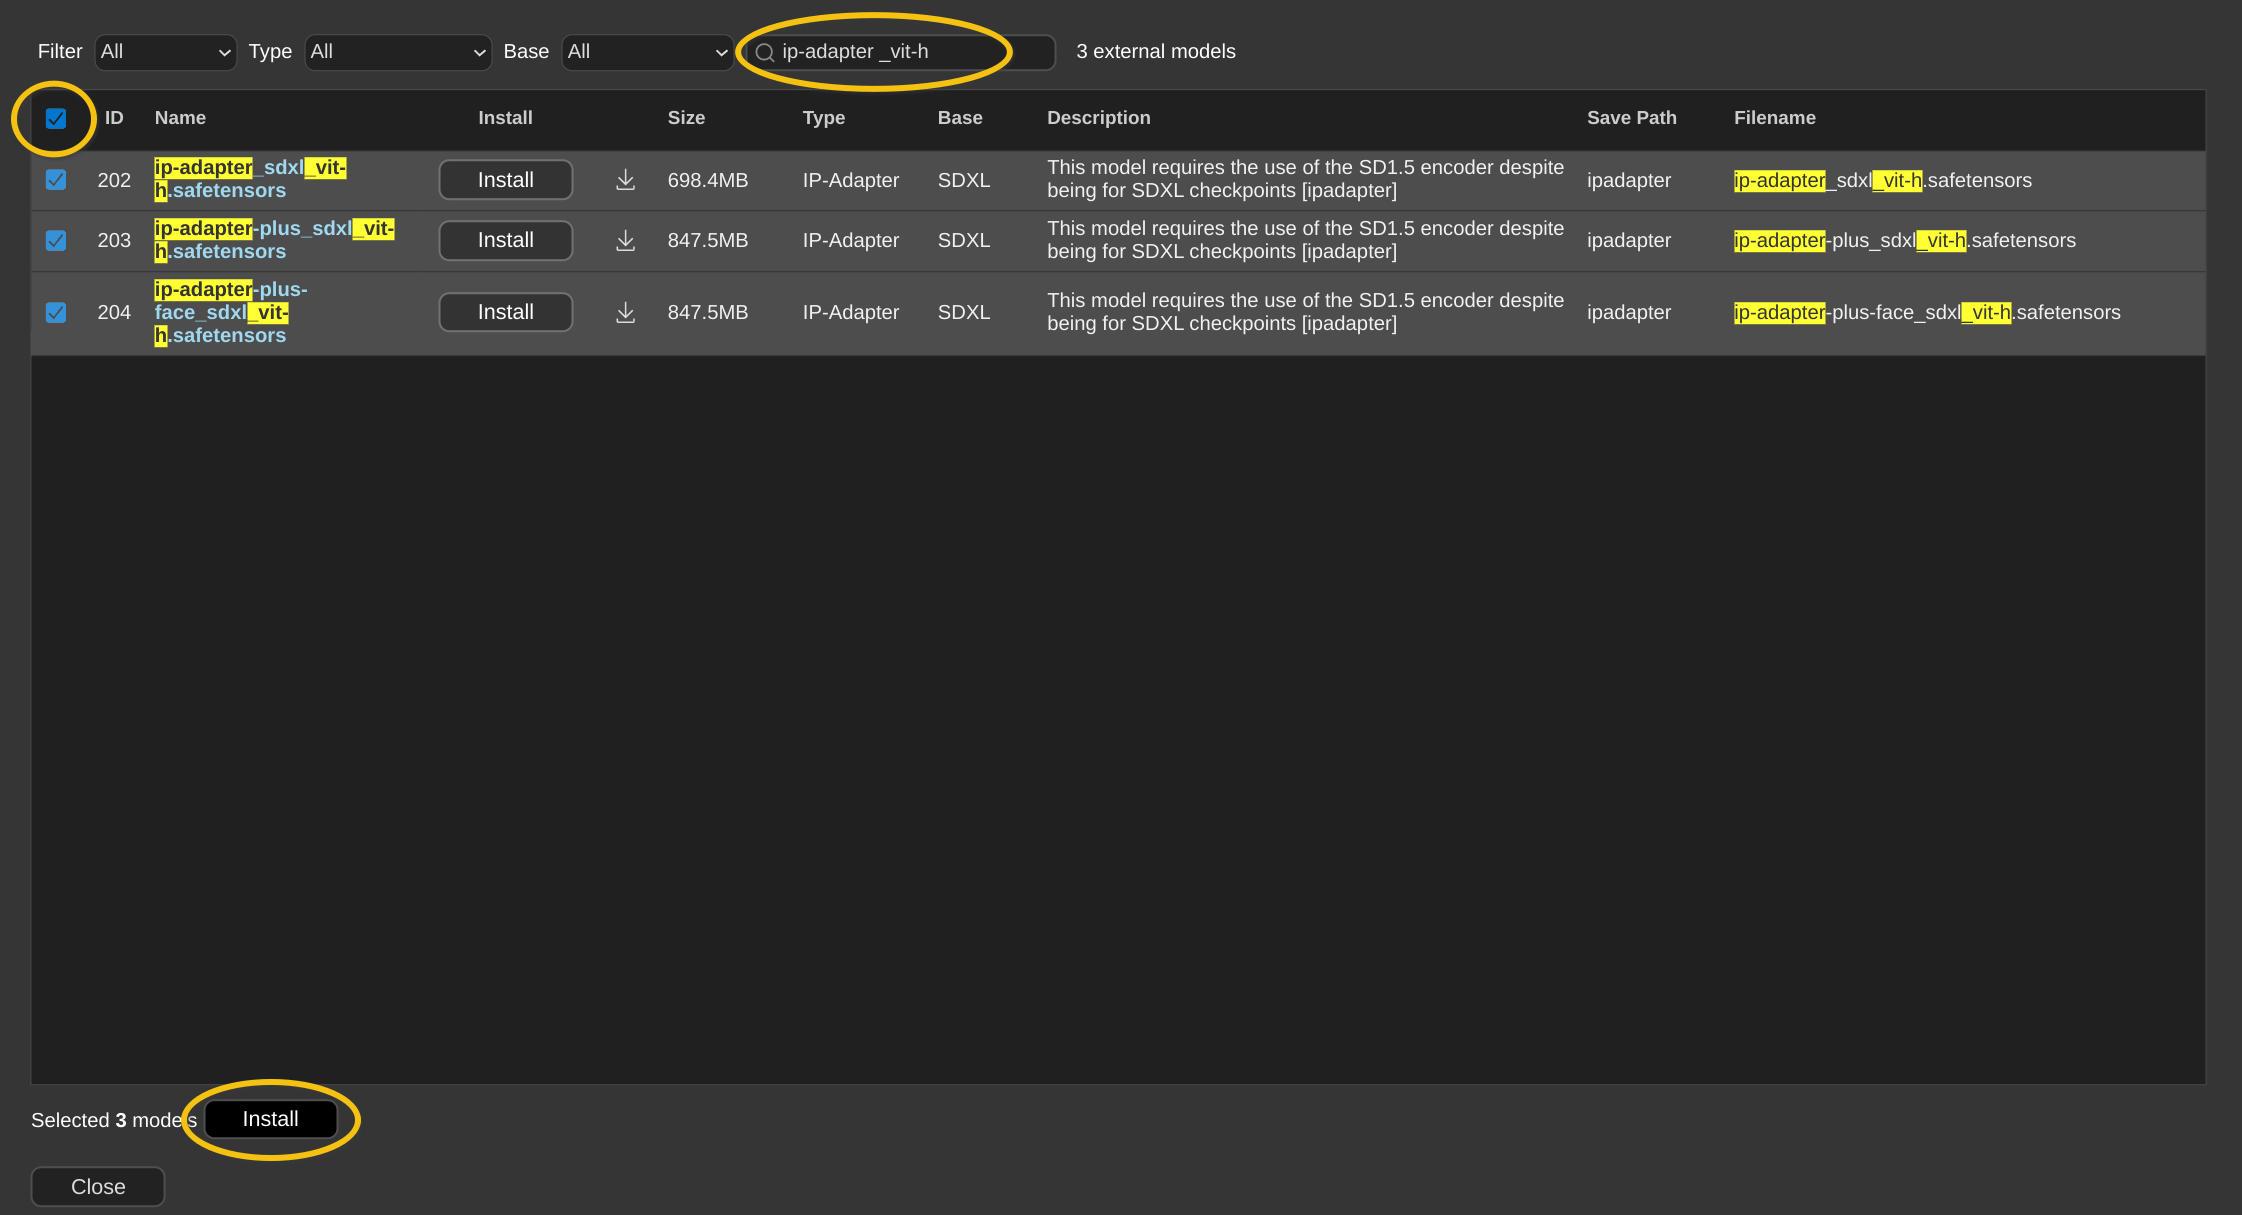 Filter All Type All Base All ip-adapter _vit-h 3 external models
ID Name Install Size Type Base Description Save Path Filename
202 ip-adapter_sdxl_vit-
h.safetensors Install 698.4MB IP-Adapter SDXL This model requires the use of the SD1.5 encoder despite
being for SDXL checkpoints [ipadapter] ipadapter ip-adapter_sdxl_vit-h.safetensors
203 ip-adapter-plus_sdxl_vit-
h.safetensors Install 847.5MB IP-Adapter SDXL This model requires the use of the SD1.5 encoder despite
being for SDXL checkpoints [ipadapter] ipadapter ip-adapter-plus_sdxl_vit-h.safetensors
204 ip-adapter-plus-
face_sdxl_vit-
h.safetensors Install 847.5MB IP-Adapter SDXL This model requires the use of the SD1.5 encoder despite
being for SDXL checkpoints [ipadapter] ipadapter ip-adapter-plus-face_sdxl_vit-h.safetensors
Selected 3 models Install
Close